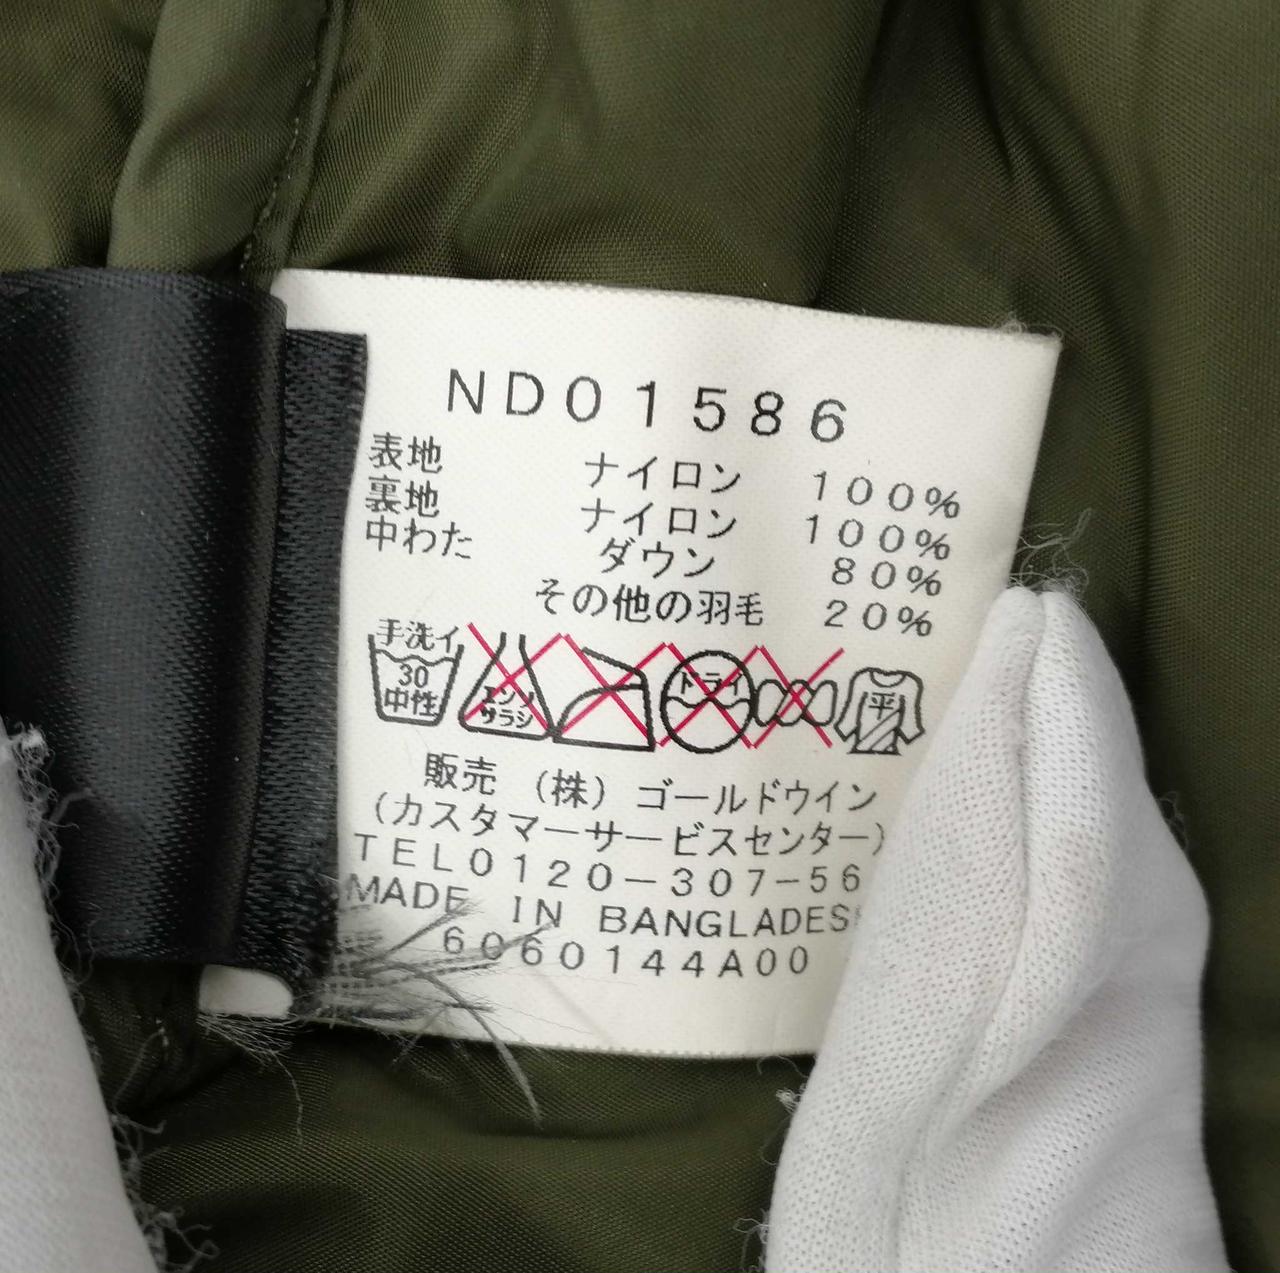 ND01586
表地 ナイロン 100%
裏地 ナイロン 100%
中わた ダウン 80%
その他の羽毛 20%
手洗イ
30
中性
エンソ
サラシ
ドライ
平
販売 (株) ゴールドウイン
(カスタマーサービスセンター)
TEL0120-307-56
MADE IN BANGLADES
6060144A00